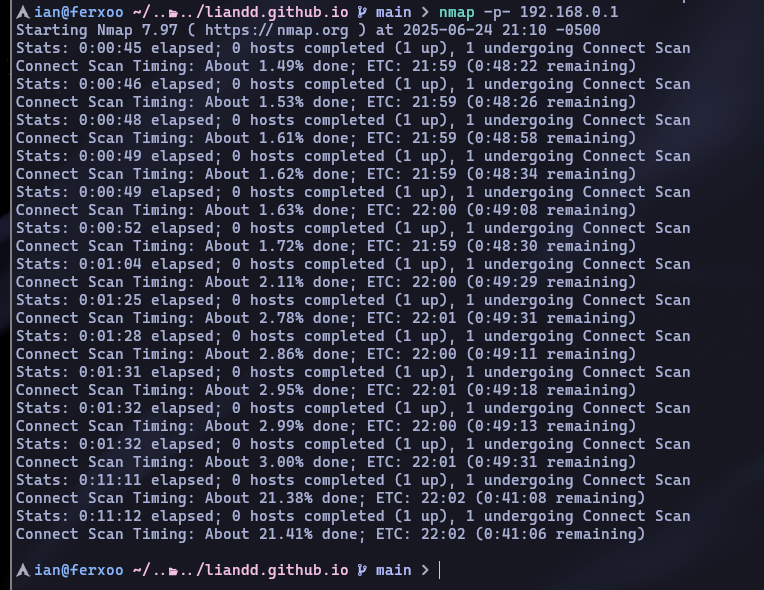 ian@ferxoo ~/..../liandd.github.io main > nmap -p- 192.168.0.1
Starting Nmap 7.97 ( https://nmap.org ) at 2025-06-24 21:10 -0500
Stats: 0:00:45 elapsed; 0 hosts completed (1 up), 1 undergoing Connect Scan
Connect Scan Timing: About 1.49% done; ETC: 21:59 (0:48:22 remaining)
Stats: 0:00:46 elapsed; 0 hosts completed (1 up), 1 undergoing Connect Scan
Connect Scan Timing: About 1.53% done; ETC: 21:59 (0:48:26 remaining)
Stats: 0:00:48 elapsed; 0 hosts completed (1 up), 1 undergoing Connect Scan
Connect Scan Timing: About 1.61% done; ETC: 21:59 (0:48:58 remaining)
Stats: 0:00:49 elapsed; 0 hosts completed (1 up), 1 undergoing Connect Scan
Connect Scan Timing: About 1.62% done; ETC: 21:59 (0:48:34 remaining)
Stats: 0:00:49 elapsed; 0 hosts completed (1 up), 1 undergoing Connect Scan
Connect Scan Timing: About 1.63% done; ETC: 22:00 (0:49:08 remaining)
Stats: 0:00:52 elapsed; 0 hosts completed (1 up), 1 undergoing Connect Scan
Connect Scan Timing: About 1.72% done; ETC: 21:59 (0:48:30 remaining)
Stats: 0:01:04 elapsed; 0 hosts completed (1 up), 1 undergoing Connect Scan
Connect Scan Timing: About 2.11% done; ETC: 22:00 (0:49:29 remaining)
Stats: 0:01:25 elapsed; 0 hosts completed (1 up), 1 undergoing Connect Scan
Connect Scan Timing: About 2.78% done; ETC: 22:01 (0:49:31 remaining)
Stats: 0:01:28 elapsed; 0 hosts completed (1 up), 1 undergoing Connect Scan
Connect Scan Timing: About 2.86% done; ETC: 22:00 (0:49:11 remaining)
Stats: 0:01:31 elapsed; 0 hosts completed (1 up), 1 undergoing Connect Scan
Connect Scan Timing: About 2.95% done; ETC: 22:01 (0:49:18 remaining)
Stats: 0:01:32 elapsed; 0 hosts completed (1 up), 1 undergoing Connect Scan
Connect Scan Timing: About 2.99% done; ETC: 22:00 (0:49:13 remaining)
Stats: 0:01:32 elapsed; 0 hosts completed (1 up), 1 undergoing Connect Scan
Connect Scan Timing: About 3.00% done; ETC: 22:01 (0:49:31 remaining)
Stats: 0:11:11 elapsed; 0 hosts completed (1 up), 1 undergoing Connect Scan
Connect Scan Timing: About 21.38% done; ETC: 22:02 (0:41:08 remaining)
Stats: 0:11:12 elapsed; 0 hosts completed (1 up), 1 undergoing Connect Scan
Connect Scan Timing: About 21.41% done; ETC: 22:02 (0:41:06 remaining)
ian@ferxoo ~/..../liandd.github.io main >